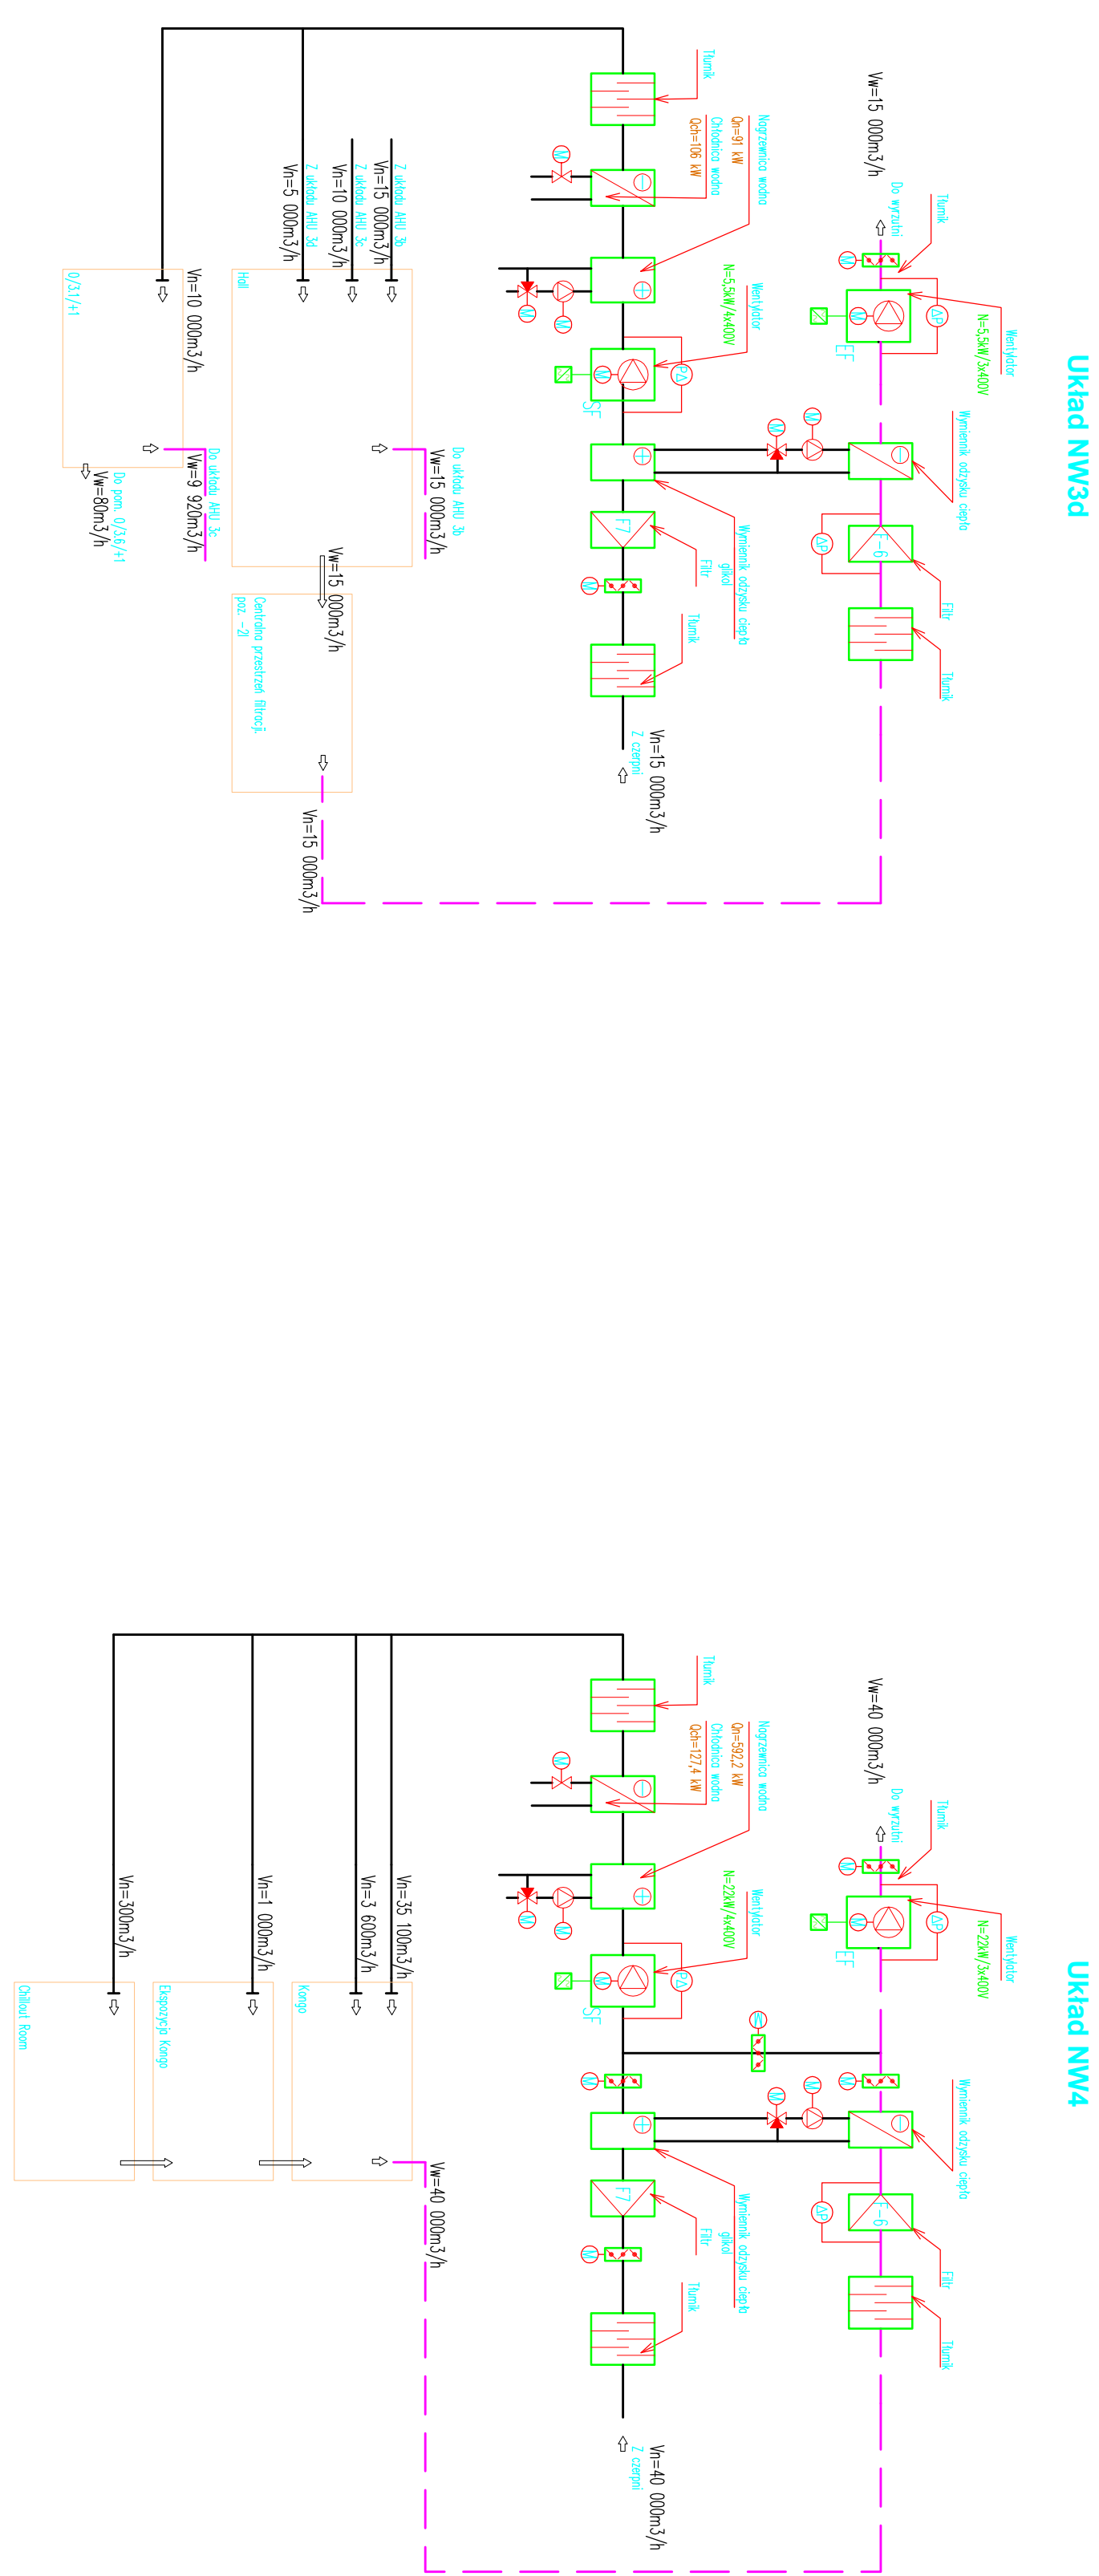 Układ NW3d
Wentylator
N=5,5kW/3x400V
Tłumik
Do wyrzutni
Vw=15 000m3/h
M
ΔP
M
EF
Wymiennik odzysku ciepła
M
M
F-6
ΔP
Filtr
Tłumik
Nagrzewnica wodna
Qn=91 kW
Chłodnica wodna
Qch=106 kW
Tłumik
Wentylator
N=5,5kW/4x400V
M
M
M
PΔ
M
SF
Wymiennik odzysku ciepła
glikol
F7
Filtr
M
Tłumik
Vn=15 000m3/h
Z czerpni
Z układu AHU 3b
Vn=15 000m3/h
Z układu AHU 3c
Vn=10 000m3/h
Z układu AHU 3d
Vn=5 000m3/h
Hall
Do układu AHU 3b
Vw=15 000m3/h
Vw=15 000m3/h
Centralna przestrzeń filtracji.
poz. -2
Vn=15 000m3/h
Vn=10 000m3/h
0/3.1/+1
Do układu AHU 3c
Vw=9 920m3/h
Do pom. 0/3.6/+1
Vw=80m3/h
Układ NW4
Wentylator
N=22kW/3x400V
Tłumik
Do wyrzutni
Vw=40 000m3/h
M
ΔP
M
EF
M
Wymiennik odzysku ciepła
M
M
M
F-6
ΔP
Filtr
Tłumik
Nagrzewnica wodna
Qn=592,2 kW
Chłodnica wodna
Qch=127,4 kW
Tłumik
Wentylator
N=22kW/4x400V
M
M
M
PΔ
M
SF
M
Wymiennik odzysku ciepła
glikol
F7
Filtr
M
Tłumik
Vn=40 000m3/h
Z czerpni
Vn=35 100m3/h
Vn=3 600m3/h
Kongo
Vw=40 000m3/h
Vn=1 000m3/h
Ekspozycja Kongo
Vn=300m3/h
Chillout Room